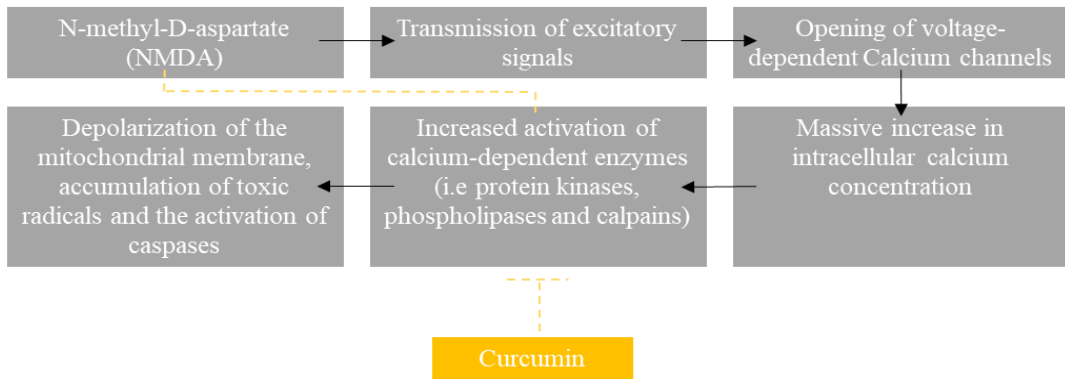 N-methyl-D-aspartate
(NMDA)
Transmission of excitatory
signals
Opening of voltage-
dependent Calcium channels
Depolarization of the
mitochondrial membrane,
accumulation of toxic
radicals and the activation of
caspases
Increased activation of
calcium-dependent enzymes
(i.e protein kinases,
phospholipases and calpains)
Massive increase in
intracellular calcium
concentration
Curcumin